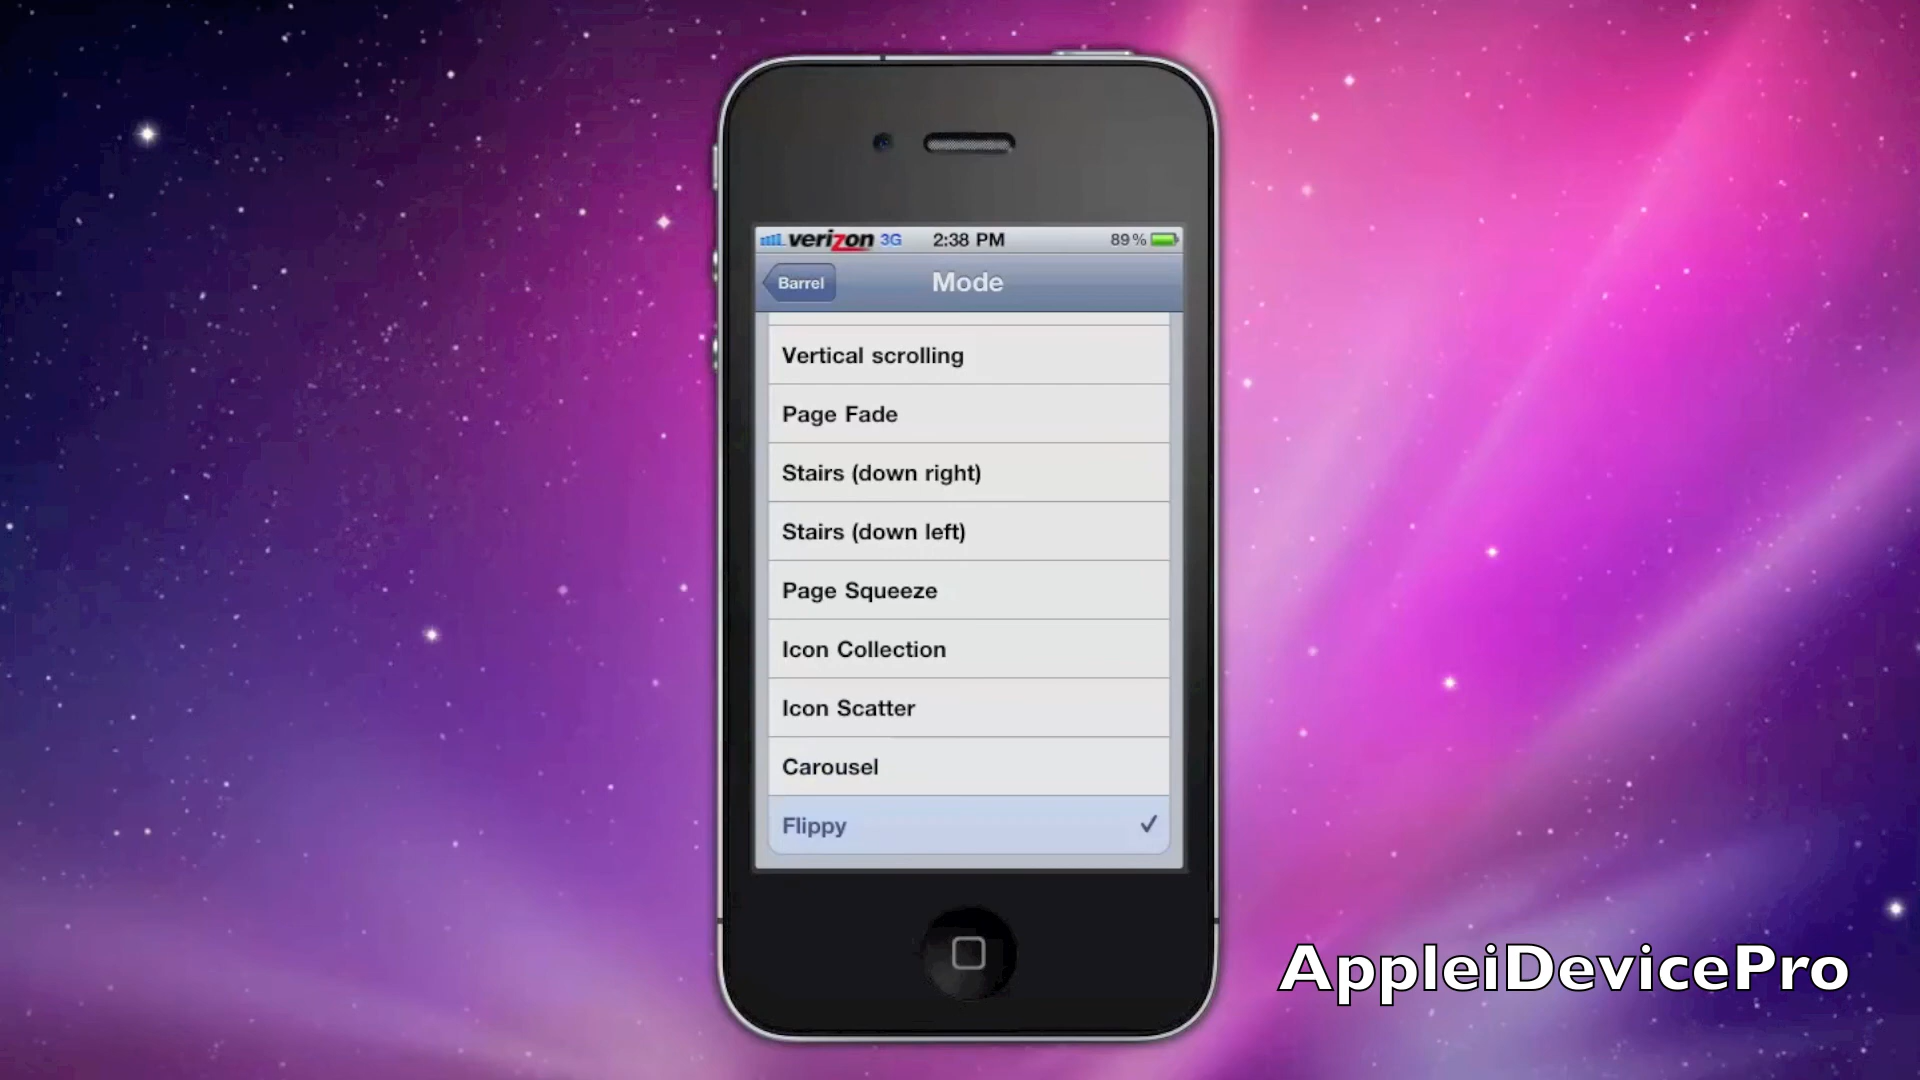 verizon 3G 2:38 PM 89%
Barrel Mode
Vertical scrolling
Page Fade
Stairs (down right)
Stairs (down left)
Page Squeeze
Icon Collection
Icon Scatter
Carousel
Flippy
AppleiDevicePro